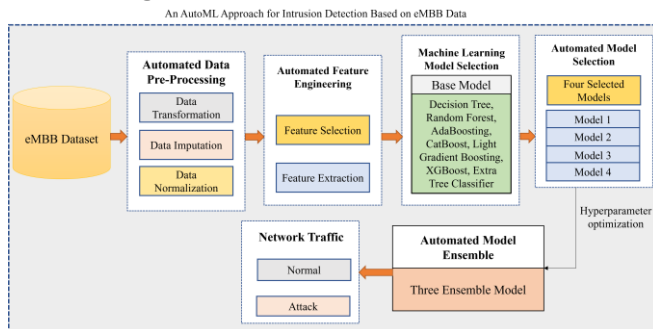 An AutoML Approach for Intrusion Detection Based on eMBB Data
eMBB Dataset
Automated Data
Pre-Processing
Data
Transformation
Data Imputation
Data
Normalization
Automated Feature
Engineering
Feature Selection
Feature Extraction
Machine Learning
Model Selection
Base Model
Decision Tree,
Random Forest,
AdaBoosting,
CatBoost, Light
Gradient Boosting,
XGBoost, Extra
Tree Classifier
Automated Model
Selection
Four Selected
Models
Model 1
Model 2
Model 3
Model 4
Hyperparameter
optimization
Automated Model
Ensemble
Three Ensemble Model
Network Traffic
Normal
Attack